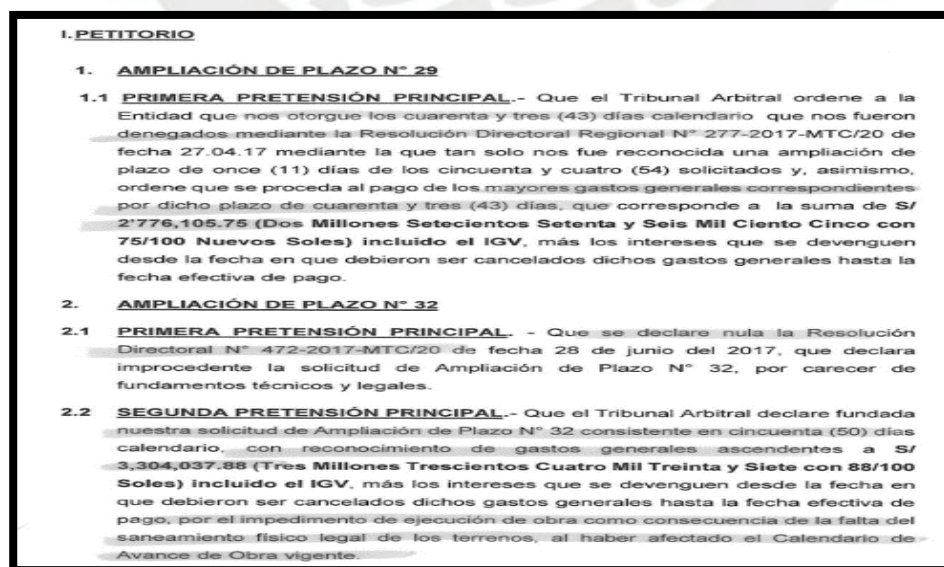 I. PETITORIO
1. AMPLIACIÓN DE PLAZO N° 29
1.1 PRIMERA PRETENSIÓN PRINCIPAL.- Que el Tribunal Arbitral ordene a la
Entidad que nos otorgue los cuarenta y tres (43) días calendario que nos fueron
denegados mediante la Resolución Directoral Regional N° 277-2017-MTC/20 de
fecha 27.04.17 mediante la que tan solo nos fue reconocida una ampliación de
plazo de once (11) días de los cincuenta y cuatro (54) solicitados y, asimismo,
ordene que se proceda al pago de los mayores gastos generales correspondientes
por dicho plazo de cuarenta y tres (43) días, que corresponde a la suma de S/
2'776,105.75 (Dos Millones Setecientos Setenta y Seis Mil Ciento Cinco con
75/100 Nuevos Soles) incluido el IGV, más los intereses que se devenguen
desde la fecha en que debieron ser cancelados dichos gastos generales hasta la
fecha efectiva de pago.
2. AMPLIACIÓN DE PLAZO N° 32
2.1 PRIMERA PRETENSIÓN PRINCIPAL. - Que se declare nula la Resolución
Directoral N° 472-2017-MTC/20 de fecha 28 de junio del 2017, que declara
improcedente la solicitud de Ampliación de Plazo N° 32, por carecer de
fundamentos técnicos y legales.
2.2 SEGUNDA PRETENSIÓN PRINCIPAL.- Que el Tribunal Arbitral declare fundada
nuestra solicitud de Ampliación de Plazo N° 32 consistente en cincuenta (50) días
calendario, con reconocimiento de gastos generales ascendentes a S/
3,304,037.88 (Tres Millones Trescientos Cuatro Mil Treinta y Siete con 88/100
Soles) incluido el IGV, más los intereses que se devenguen desde la fecha en
que debieron ser cancelados dichos gastos generales hasta la fecha efectiva de
pago, por el impedimento de ejecución de obra como consecuencia de la falta del
saneamiento físico legal de los terrenos, al haber afectado el Calendario de
Avance de Obra vigente.